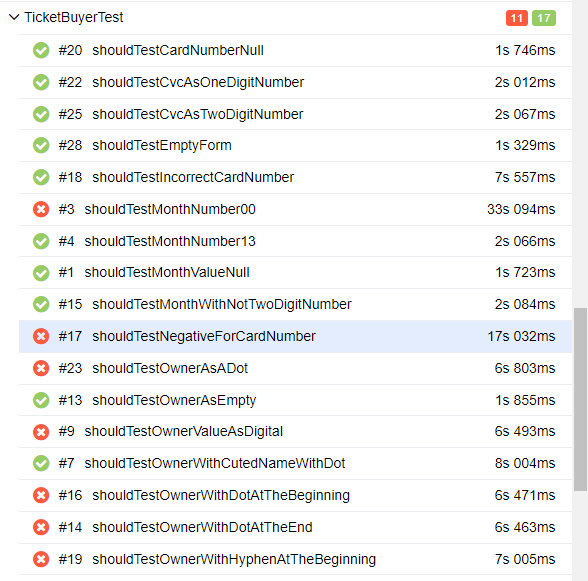 TicketBuyerTest 11 17
#20 shouldTestCardNumberNull 1s 746ms
#22 shouldTestCvcAsOneDigitNumber 2s 012ms
#25 shouldTestCvcAsTwoDigitNumber 2s 067ms
#28 shouldTestEmptyForm 1s 329ms
#18 shouldTestIncorrectCardNumber 7s 557ms
#3 shouldTestMonthNumber00 33s 094ms
#4 shouldTestMonthNumber13 2s 066ms
#1 shouldTestMonthValueNull 1s 723ms
#15 shouldTestMonthWithNotTwoDigitNumber 2s 084ms
#17 shouldTestNegativeForCardNumber 17s 032ms
#23 shouldTestOwnerAsADot 6s 803ms
#13 shouldTestOwnerAsEmpty 1s 855ms
#9 shouldTestOwnerValueAsDigital 6s 493ms
#7 shouldTestOwnerWithCutedNameWithDot 8s 004ms
#16 shouldTestOwnerWithDotAtTheBeginning 6s 471ms
#14 shouldTestOwnerWithDotAtTheEnd 6s 463ms
#19 shouldTestOwnerWithHyphenAtTheBeginning 7s 005ms